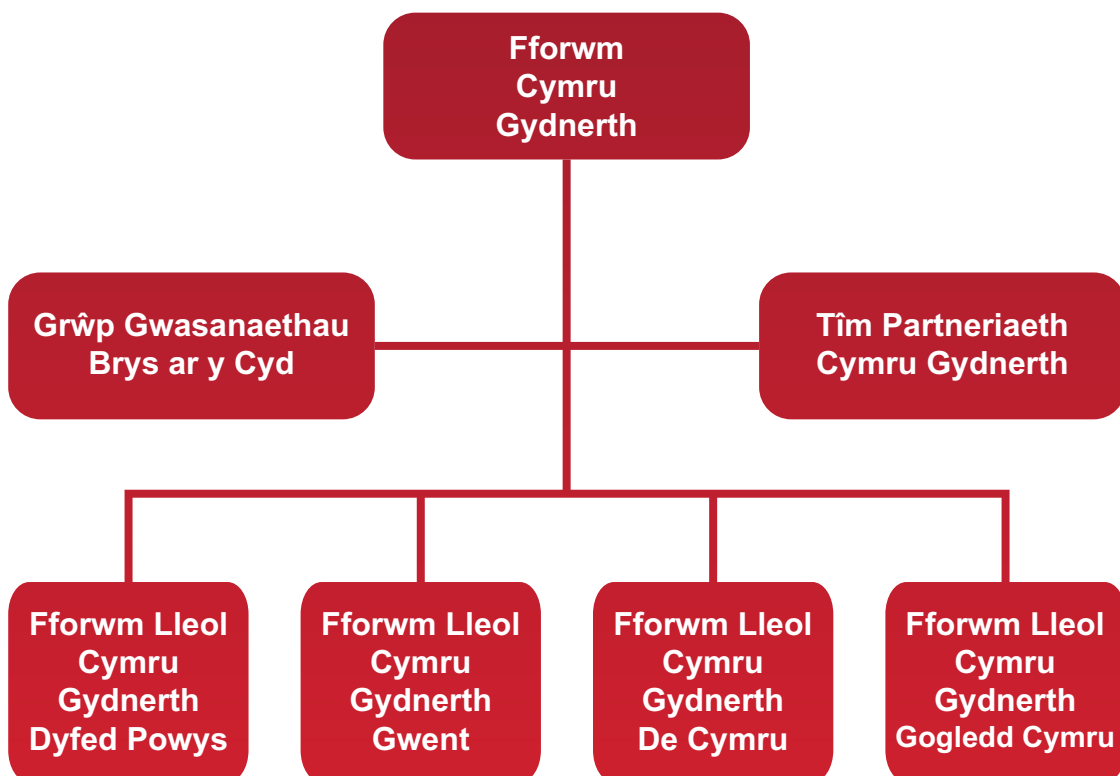 Fforwm
Cymru
Gydnerth
Grŵp Gwasanaethau
Brys ar y Cyd
Tîm Partneriaeth
Cymru Gydnerth
Fforwm Lleol
Cymru
Gydnerth
Dyfed Powys
Fforwm Lleol
Cymru
Gydnerth
Gwent
Fforwm Lleol
Cymru
Gydnerth
De Cymru
Fforwm Lleol
Cymru
Gydnerth
Gogledd Cymru